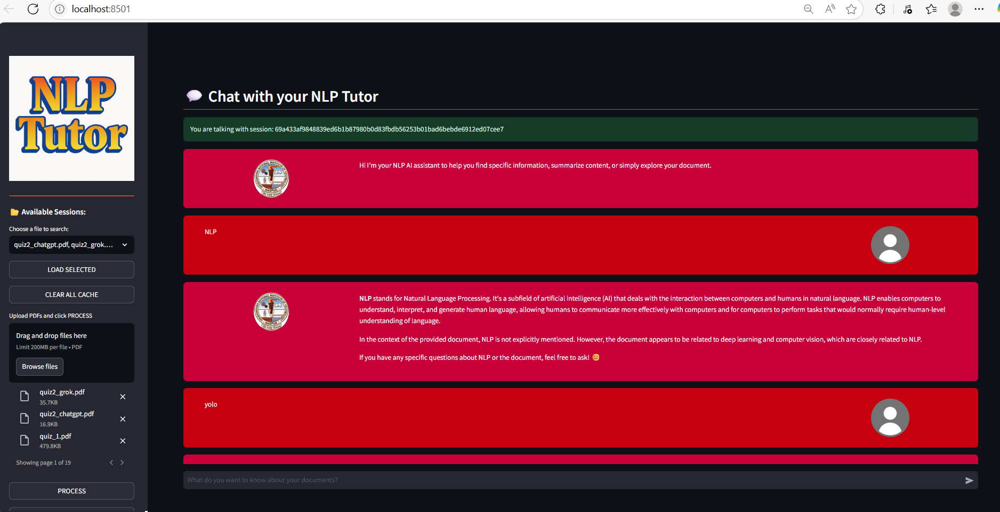 localhost:8501
NLP
Tutor
Available Sessions:
Choose a file to search:
quiz2_chatgpt.pdf, quiz2_grok....
LOAD SELECTED
CLEAR ALL CACHE
Upload PDFs and click PROCESS
Drag and drop files here
Limit 200MB per file • PDF
Browse files
quiz2_grok.pdf
35.7KB
quiz2_chatgpt.pdf
16.9KB
quiz_1.pdf
479.8KB
Showing page 1 of 19
PROCESS
Chat with your NLP Tutor
You are talking with session: 69a433af9848839ed6b1b87980b0d83fbdb56253b01bad6bebde6912ed07cee7
Hi I'm your NLP AI assistant to help you find specific information, summarize content, or simply explore your document.
NLP
NLP stands for Natural Language Processing. It's a subfield of artificial intelligence (AI) that deals with the interaction between computers and humans in natural language. NLP enables computers to
understand, interpret, and generate human language, allowing humans to communicate more effectively with computers and for computers to perform tasks that would normally require human-level
understanding of language.
In the context of the provided document, NLP is not explicitly mentioned. However, the document appears to be related to deep learning and computer vision, which are closely related to NLP.
If you have any specific questions about NLP or the document, feel free to ask! 😊
yolo
What do you want to know about your documents?